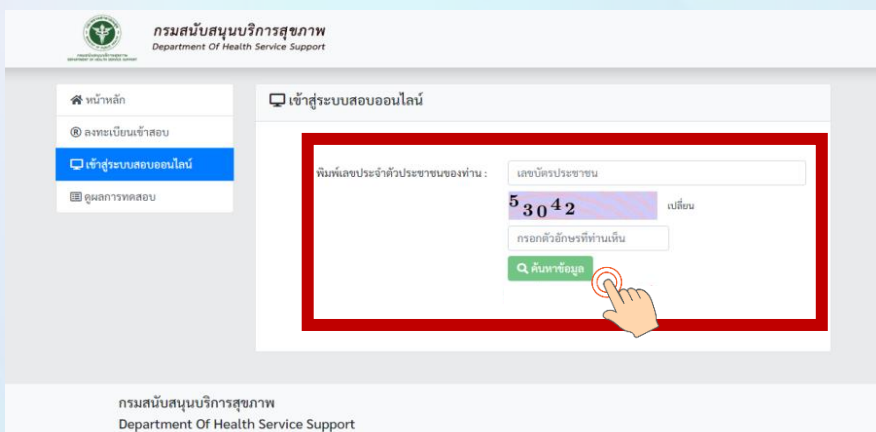 กรมสนับสนุนบริการสุขภาพ
Department Of Health Service Support
หน้าหลัก
ลงทะเบียนเข้าสอบ
เข้าสู่ระบบสอบออนไลน์
ดูผลการทดสอบ
เข้าสู่ระบบสอบออนไลน์
พิมพ์เลขประจำตัวประชาชนของท่าน :
เลขบัตรประชาชน
53042
เปลี่ยน
กรอกตัวอักษรที่ท่านเห็น
ค้นหาข้อมูล
กรมสนับสนุนบริการสุขภาพ
Department Of Health Service Support